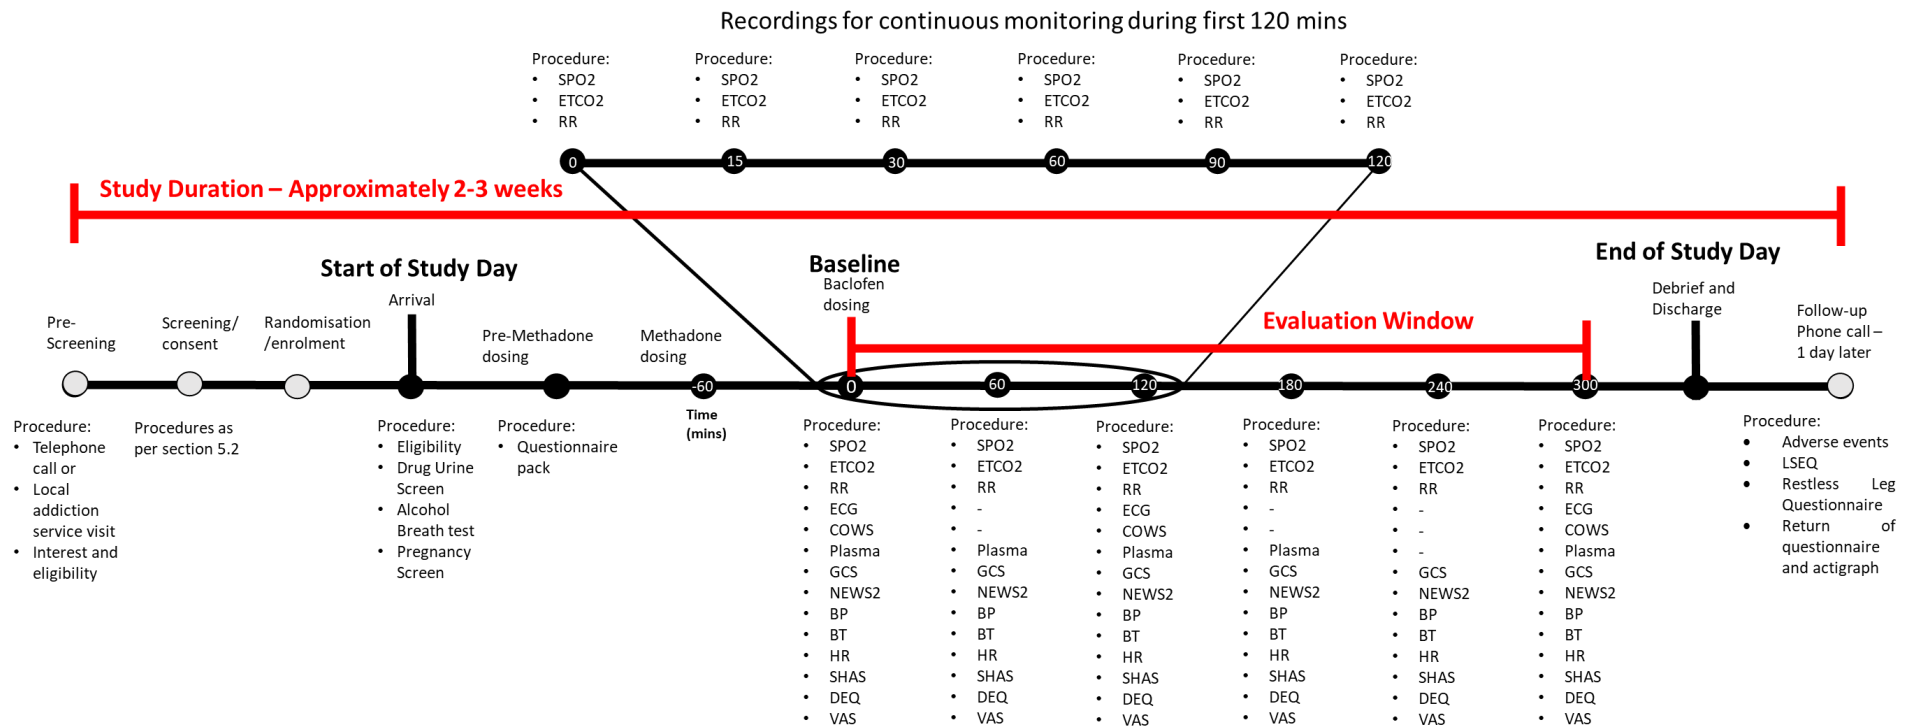 Recordings for continuous monitoring during first 120 mins
Procedure:
• SPO2
• ETCO2
• RR
Procedure:
• SPO2
• ETCO2
• RR
Procedure:
• SPO2
• ETCO2
• RR
Procedure:
• SPO2
• ETCO2
• RR
Procedure:
• SPO2
• ETCO2
• RR
Procedure:
• SPO2
• ETCO2
• RR
0 15 30 60 90 120
Study Duration – Approximately 2-3 weeks
Start of Study Day
Baseline
End of Study Day
Evaluation Window
Pre-
Screening
Screening/
consent
Randomisation
/enrolment
Arrival
Pre-Methadone
dosing
Methadone
dosing
Baclofen
dosing
Debrief and
Discharge
Follow-up
Phone call –
1 day later
-60 0 60 120 180 240 300
Time
(mins)
Procedure:
• Telephone
call or
• Local
addiction
service visit
• Interest and
eligibility
Procedures as
per section 5.2
Procedure:
• Eligibility
• Drug Urine
Screen
• Alcohol
Breath test
• Pregnancy
Screen
Procedure:
• Questionnaire
pack
Procedure:
• SPO2
• ETCO2
• RR
• ECG
• COWS
• Plasma
• GCS
• NEWS2
• BP
• BT
• HR
• SHAS
• DEQ
• VAS
Procedure:
• SPO2
• ETCO2
• RR
• -
• -
• Plasma
• GCS
• NEWS2
• BP
• BT
• HR
• SHAS
• DEQ
• VAS
Procedure:
• SPO2
• ETCO2
• RR
• ECG
• COWS
• Plasma
• GCS
• NEWS2
• BP
• BT
• HR
• SHAS
• DEQ
• VAS
Procedure:
• SPO2
• ETCO2
• RR
• -
• -
• Plasma
• GCS
• NEWS2
• BP
• BT
• HR
• SHAS
• DEQ
• VAS
Procedure:
• SPO2
• ETCO2
• RR
• -
• -
• -
• GCS
• NEWS2
• BP
• BT
• HR
• SHAS
• DEQ
• VAS
Procedure:
• SPO2
• ETCO2
• RR
• ECG
• COWS
• Plasma
• GCS
• NEWS2
• BP
• BT
• HR
• SHAS
• DEQ
• VAS
Procedure:
• Adverse events
• LSEQ
• Restless Leg
Questionnaire
• Return of
questionnaire
and actigraph